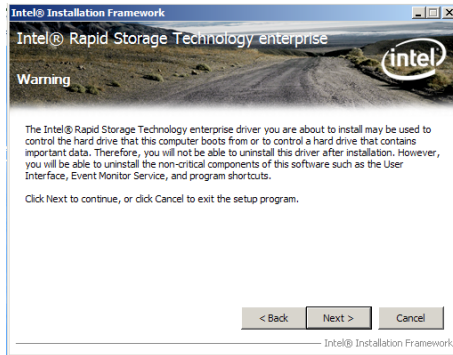 Intel® Installation Framework
Intel® Rapid Storage Technology enterprise
intel
Warning
The Intel® Rapid Storage Technology enterprise driver you are about to install may be used to
control the hard drive that this computer boots from or to control a hard drive that contains
important data. Therefore, you will not be able to uninstall this driver after installation. However,
you will be able to uninstall the non-critical components of this software such as the User
Interface, Event Monitor Service, and program shortcuts.
Click Next to continue, or click Cancel to exit the setup program.
< Back Next > Cancel
Intel® Installation Framework